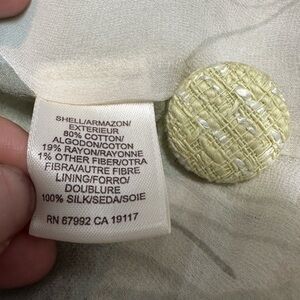 SHELL/ARMAZON/
EXTERIEUR
80% COTTON/
ALGODON/COTON
19% RAYON/RAYONNE
1% OTHER FIBER/OTRA
FIBRA/AUTRE FIBRE
LINING/FORRO/
DOUBLURE
100% SILK/SEDA/SOIE
RN 67992 CA 19117